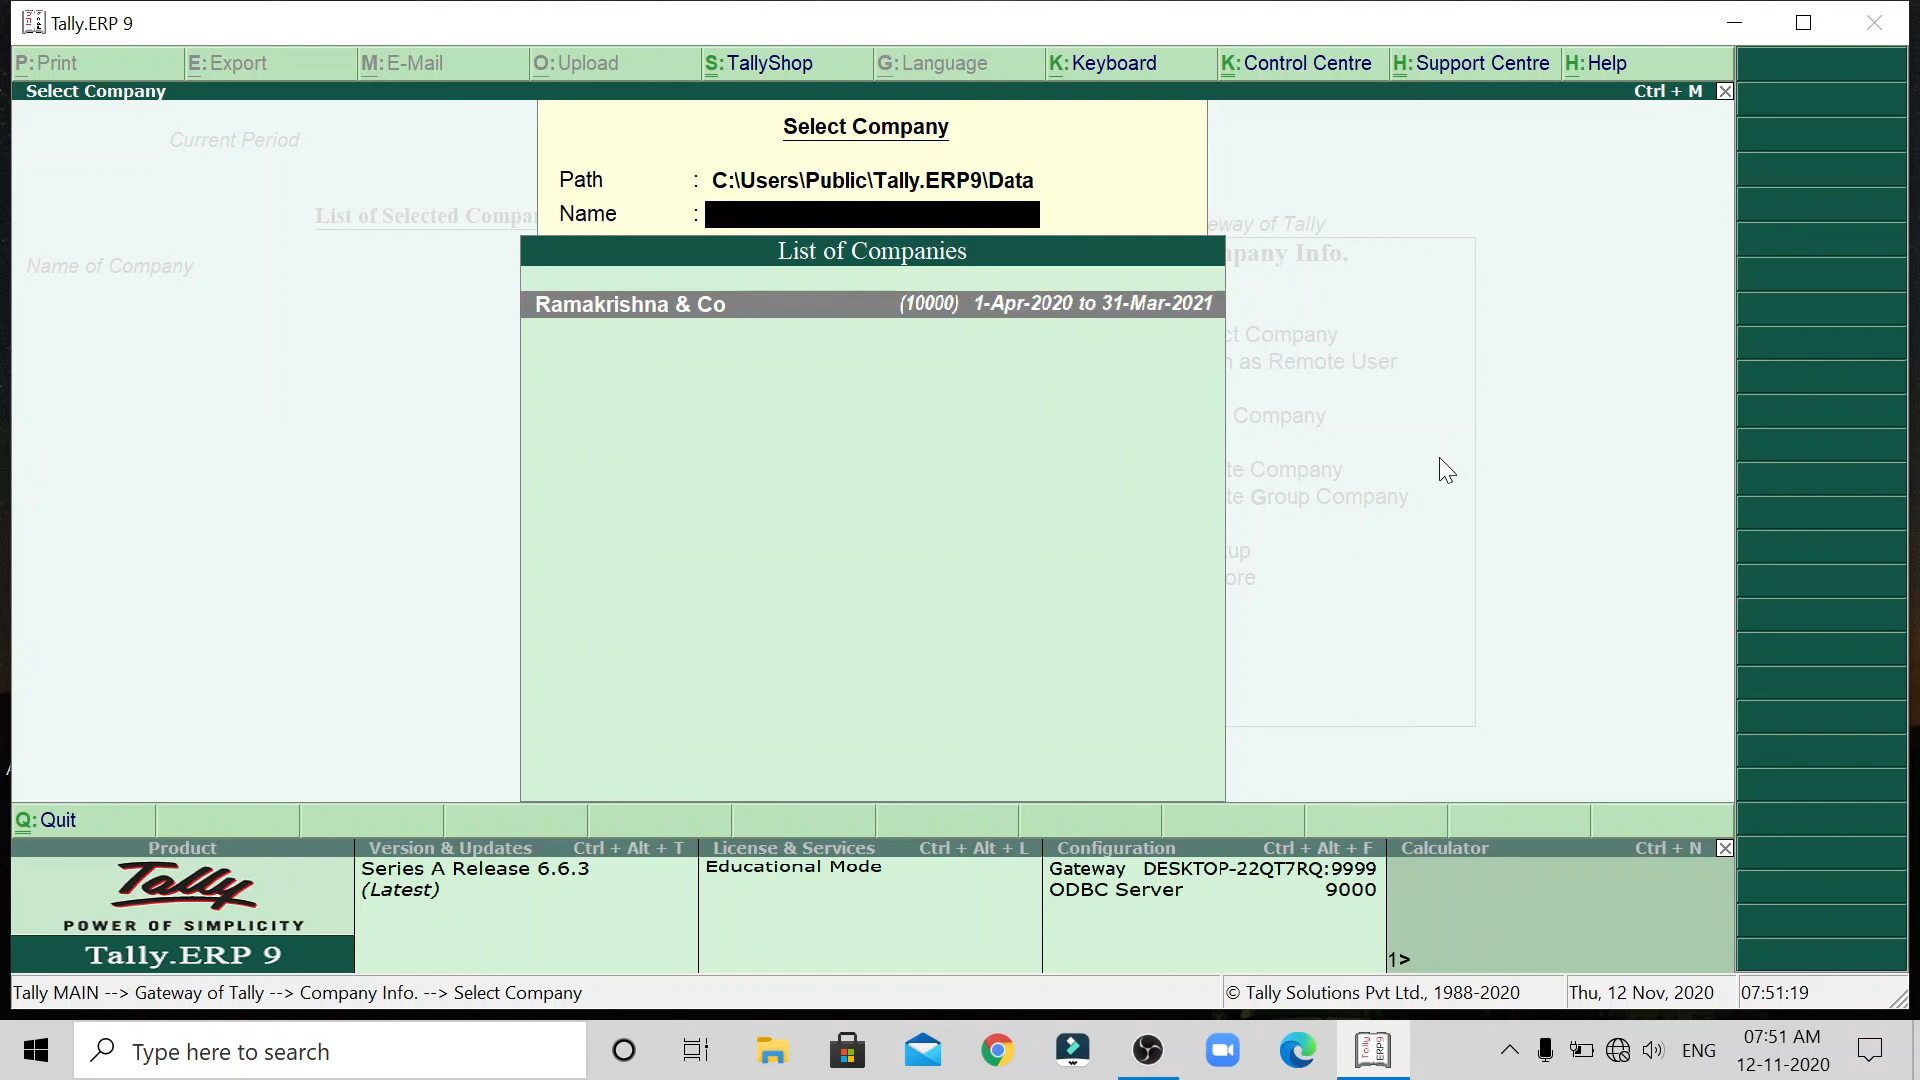 Tally.ERP 9
P: Print E: Export M: E-Mail O: Upload S: TallyShop G: Language K: Keyboard K: Control Centre H: Support Centre H: Help
Select Company Ctrl + M
Current Period
Select Company
Path : C:\Users\Public\Tally.ERP9\Data
Name :
List of Selected Compa
eway of Tally
Name of Company
List of Companies
pany Info.
Ramakrishna & Co (10000) 1-Apr-2020 to 31-Mar-2021
ct Company
as Remote User
Company
te Company
te Group Company
up
ore
Q: Quit
Product
Tally
POWER OF SIMPLICITY
Tally.ERP 9
Version & Updates Ctrl + Alt + T
Series A Release 6.6.3
(Latest)
License & Services Ctrl + Alt + L
Educational Mode
Configuration Ctrl + Alt + F
Gateway DESKTOP-22QT7RQ:9999
ODBC Server 9000
Calculator Ctrl + N
1>
Tally MAIN --> Gateway of Tally --> Company Info. --> Select Company
© Tally Solutions Pvt Ltd., 1988-2020 Thu, 12 Nov, 2020 07:51:19
Type here to search
ENG
07:51 AM
12-11-2020